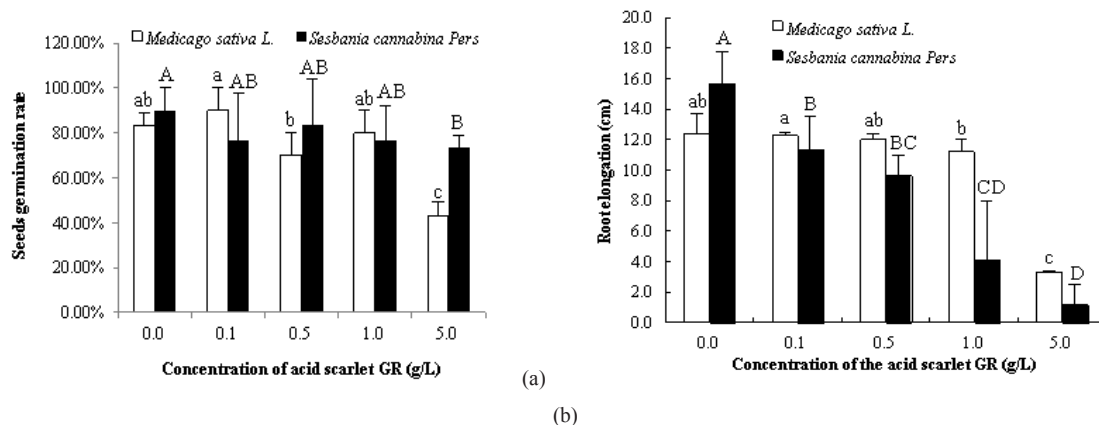 120.00%
100.00%
80.00%
60.00%
40.00%
20.00%
0.00%
Seeds germination rate
Medicago sativa L.
Sesbania cannabina Pers
ab A a AB b AB ab AB c B
0.0 0.1 0.5 1.0 5.0
Concentration of acid scarlet GR (g/L)
(a)
20.0
18.0
16.0
14.0
12.0
10.0
8.0
6.0
4.0
2.0
0.0
Root elongation (cm)
Medicago sativa L.
Sesbania cannabina Pers
ab A a B ab BC b CD c D
0.0 0.1 0.5 1.0 5.0
Concentration of the acid scarlet GR (g/L)
(b)